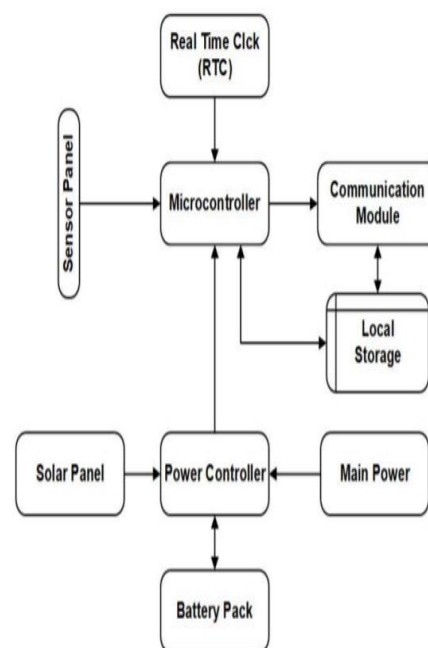 Real Time Clck
(RTC)
Sensor Panel
Microcontroller
Communication
Module
Local
Storage
Solar Panel
Power Controller
Main Power
Battery Pack